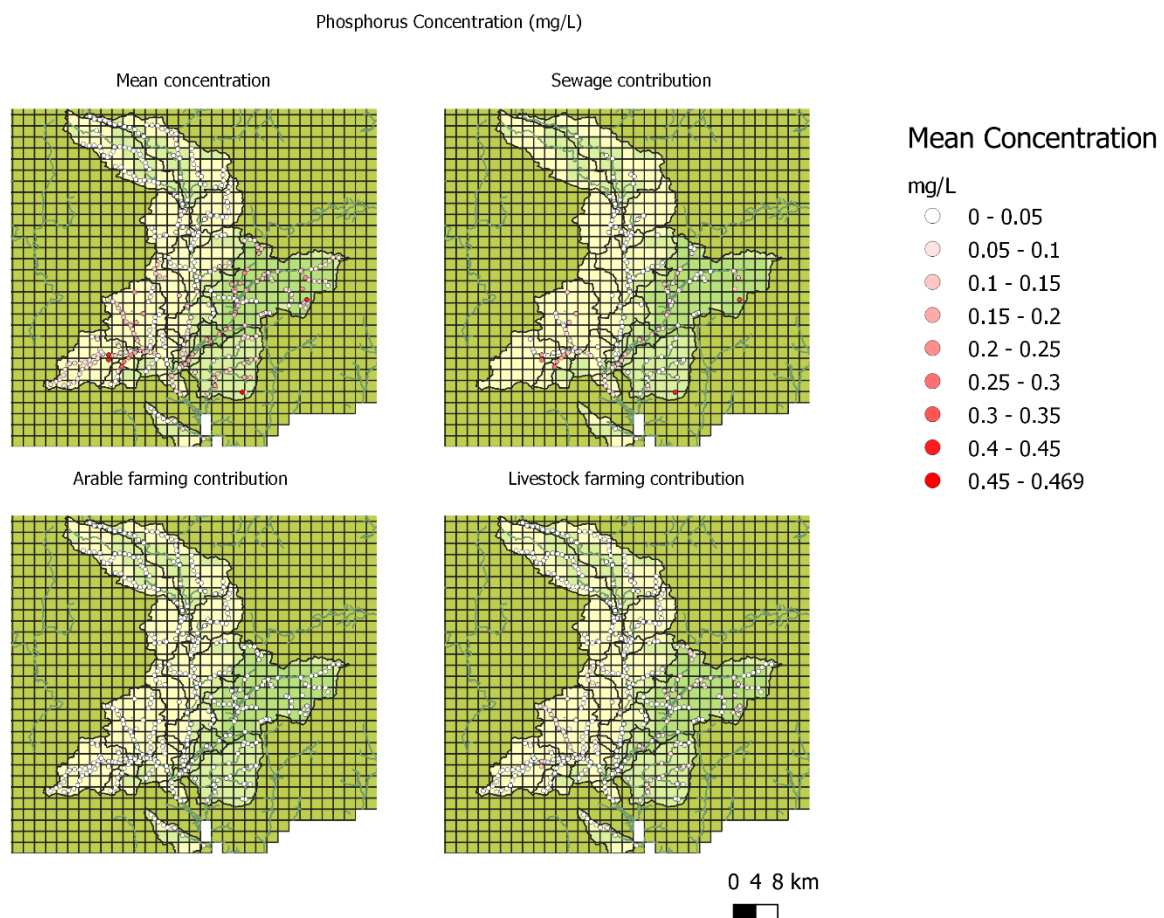 Phosphorus Concentration (mg/L)
Mean concentration
Sewage contribution
Arable farming contribution
Livestock farming contribution
Mean Concentration
mg/L
0 - 0.05
0.05 - 0.1
0.1 - 0.15
0.15 - 0.2
0.2 - 0.25
0.25 - 0.3
0.3 - 0.35
0.4 - 0.45
0.45 - 0.469
0 4 8 km